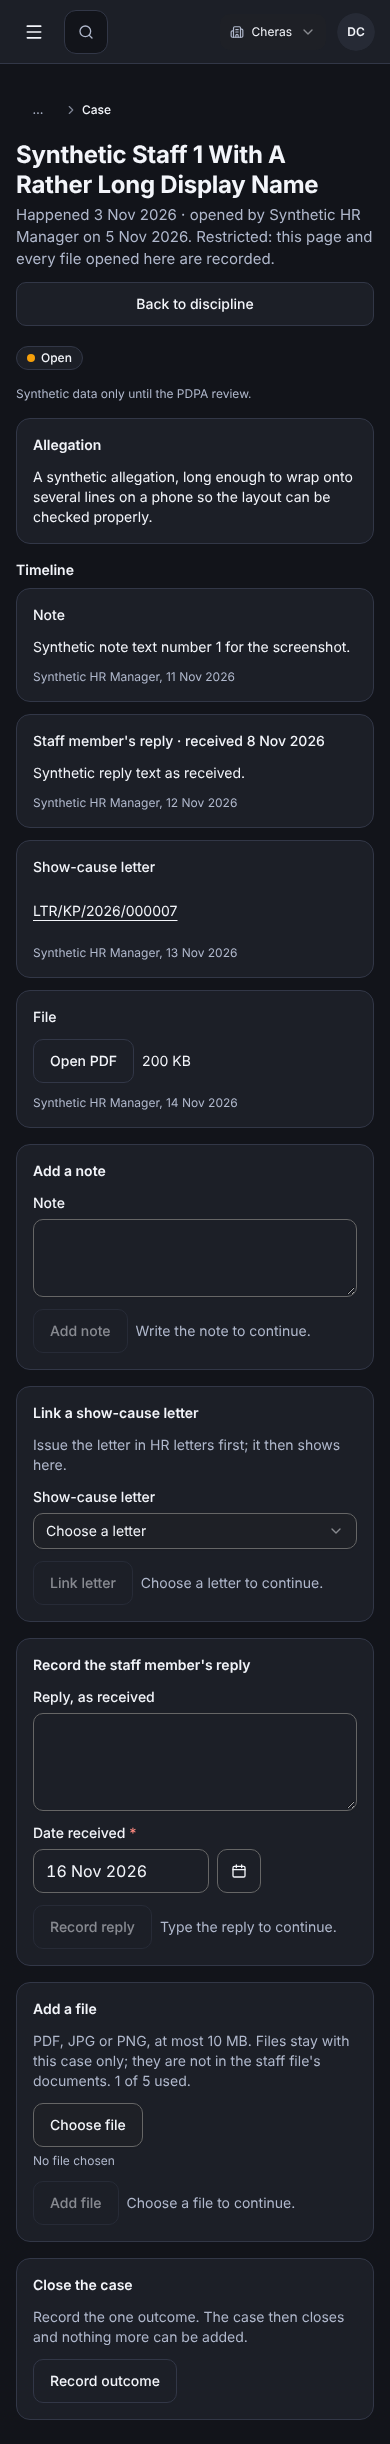 Cheras
DC
...
Case
Synthetic Staff 1 With A
Rather Long Display Name
Happened 3 Nov 2026 · opened by Synthetic HR
Manager on 5 Nov 2026. Restricted: this page and
every file opened here are recorded.
Back to discipline
Open
Synthetic data only until the PDPA review.
Allegation
A synthetic allegation, long enough to wrap onto
several lines on a phone so the layout can be
checked properly.
Timeline
Note
Synthetic note text number 1 for the screenshot.
Synthetic HR Manager, 11 Nov 2026
Staff member's reply · received 8 Nov 2026
Synthetic reply text as received.
Synthetic HR Manager, 12 Nov 2026
Show-cause letter
LTR/KP/2026/000007
Synthetic HR Manager, 13 Nov 2026
File
Open PDF 200 KB
Synthetic HR Manager, 14 Nov 2026
Add a note
Note
Add note Write the note to continue.
Link a show-cause letter
Issue the letter in HR letters first; it then shows
here.
Show-cause letter
Choose a letter
Link letter Choose a letter to continue.
Record the staff member's reply
Reply, as received
Date received *
16 Nov 2026
Record reply Type the reply to continue.
Add a file
PDF, JPG or PNG, at most 10 MB. Files stay with
this case only; they are not in the staff file's
documents. 1 of 5 used.
Choose file
No file chosen
Add file Choose a file to continue.
Close the case
Record the one outcome. The case then closes
and nothing more can be added.
Record outcome